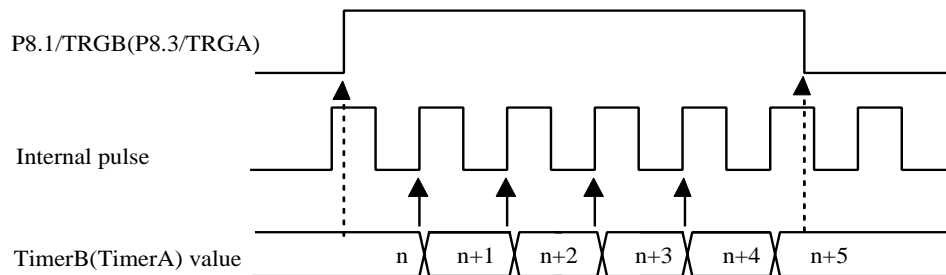 P8.1/TRGB(P8.3/TRGA)
Internal pulse
TimerB(TimerA) value n n+1 n+2 n+3 n+4 n+5